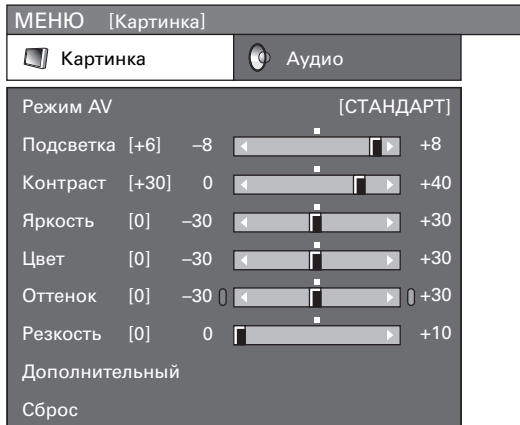 МЕНЮ [Картинка]
Картинка Аудио
Режим AV [СТАНДАРТ]
Подсветка [+6] –8 +8
Контраст [+30] 0 +40
Яркость [0] –30 +30
Цвет [0] –30 +30
Оттенок [0] –30 +30
Резкость [0] 0 +10
Дополнительный
Сброс